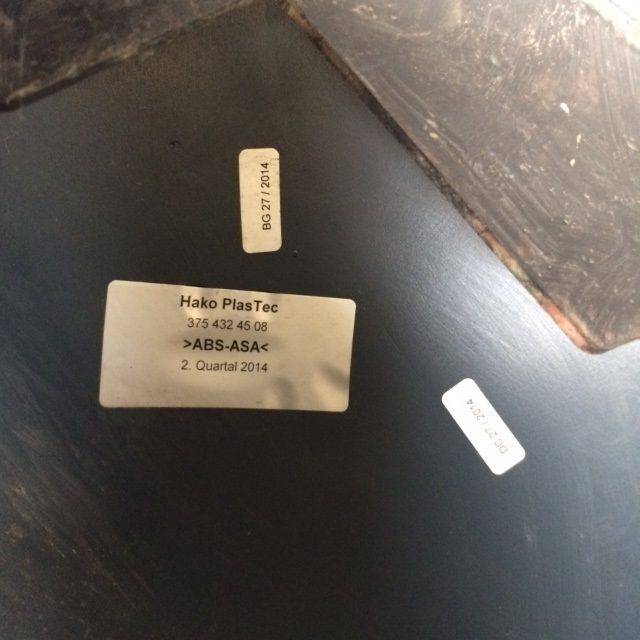 BG 27 / 2014
Hako PlasTec
375 432 45 08
>ABS-ASA<
2. Quartal 2014
DC 27 / 2014